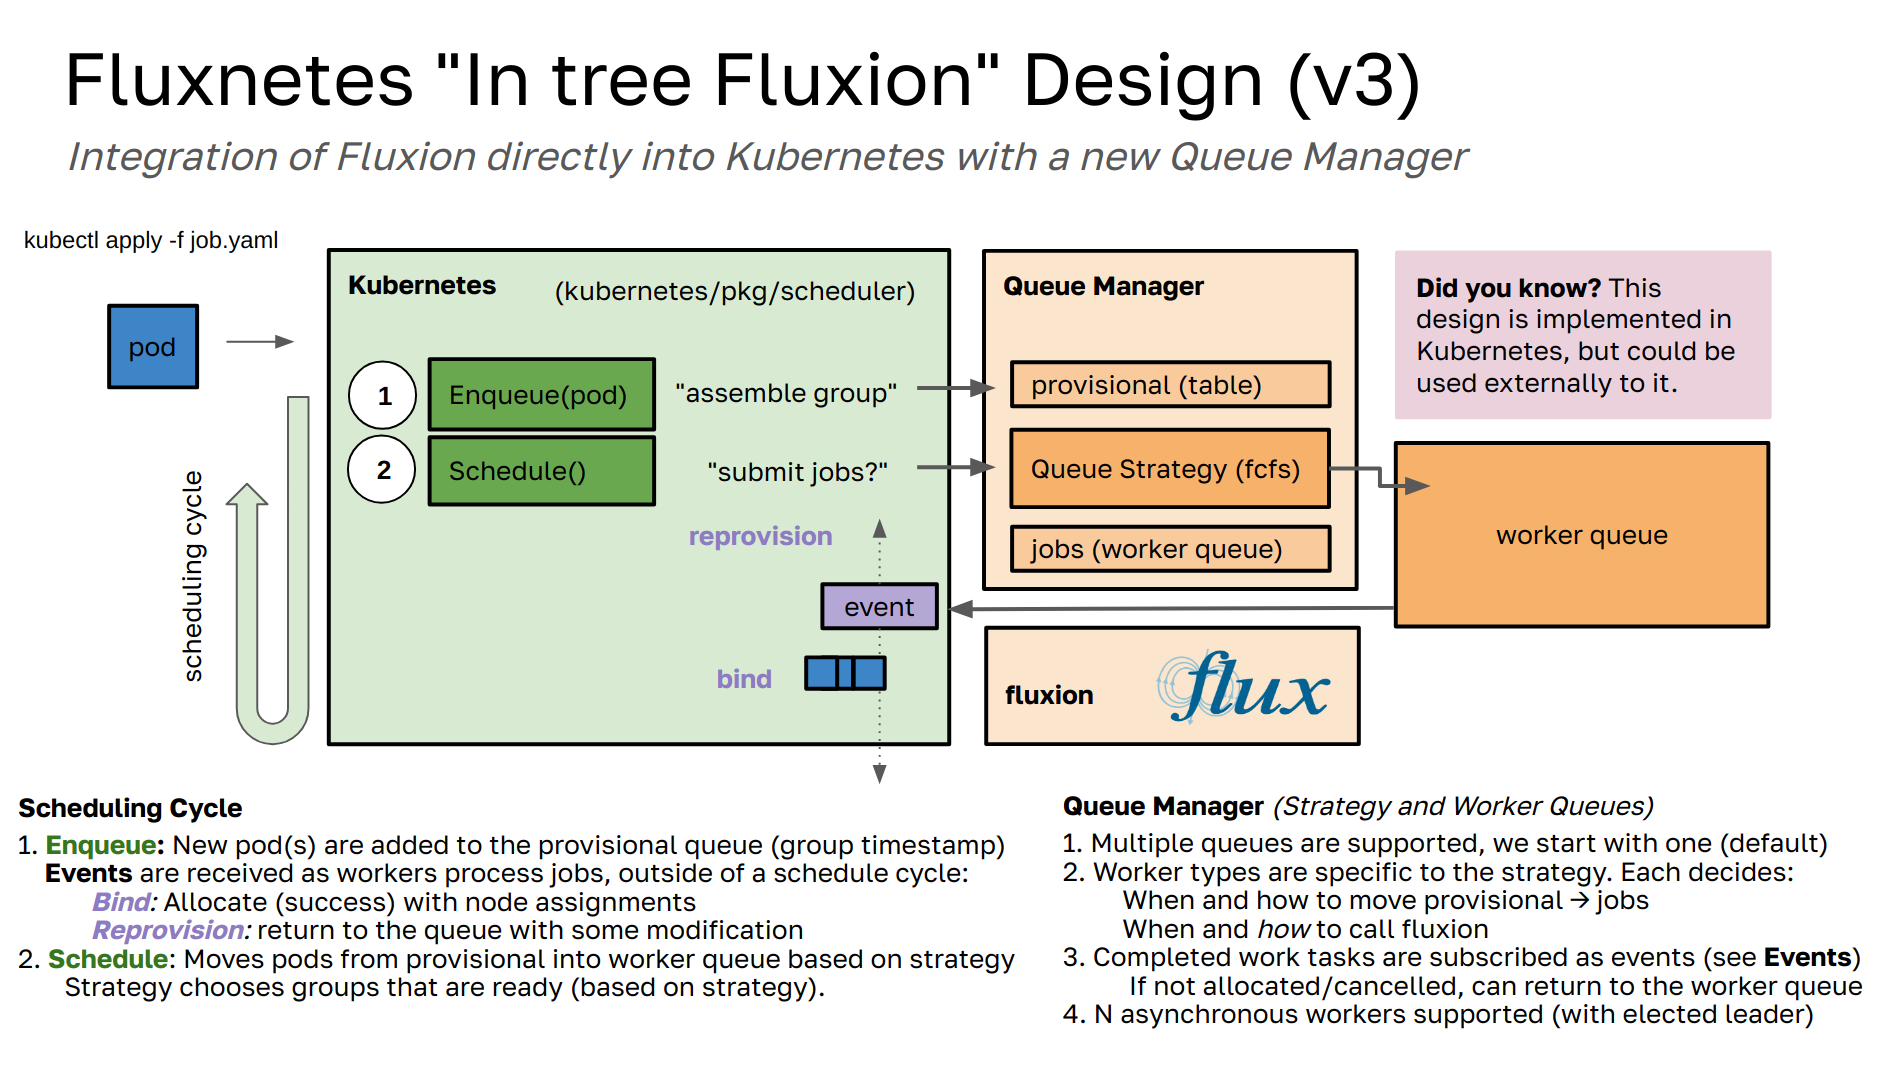 Fluxnetes "In tree Fluxion" Design (v3)
Integration of Fluxion directly into Kubernetes with a new Queue Manager
kubectl apply -f job.yaml
pod
scheduling cycle
Kubernetes
(kubernetes/pkg/scheduler)
1
Enqueue(pod)
"assemble group"
2
Schedule()
"submit jobs?"
reprovision
event
bind
Queue Manager
provisional (table)
Queue Strategy (fcfs)
jobs (worker queue)
fluxion
flux
Did you know? This
design is implemented in
Kubernetes, but could be
used externally to it.
worker queue
Scheduling Cycle
1. Enqueue: New pod(s) are added to the provisional queue (group timestamp)
Events are received as workers process jobs, outside of a schedule cycle:
Bind: Allocate (success) with node assignments
Reprovision: return to the queue with some modification
2. Schedule: Moves pods from provisional into worker queue based on strategy
Strategy chooses groups that are ready (based on strategy).
Queue Manager (Strategy and Worker Queues)
1. Multiple queues are supported, we start with one (default)
2. Worker types are specific to the strategy. Each decides:
When and how to move provisional → jobs
When and how to call fluxion
3. Completed work tasks are subscribed as events (see Events)
If not allocated/cancelled, can return to the worker queue
4. N asynchronous workers supported (with elected leader)